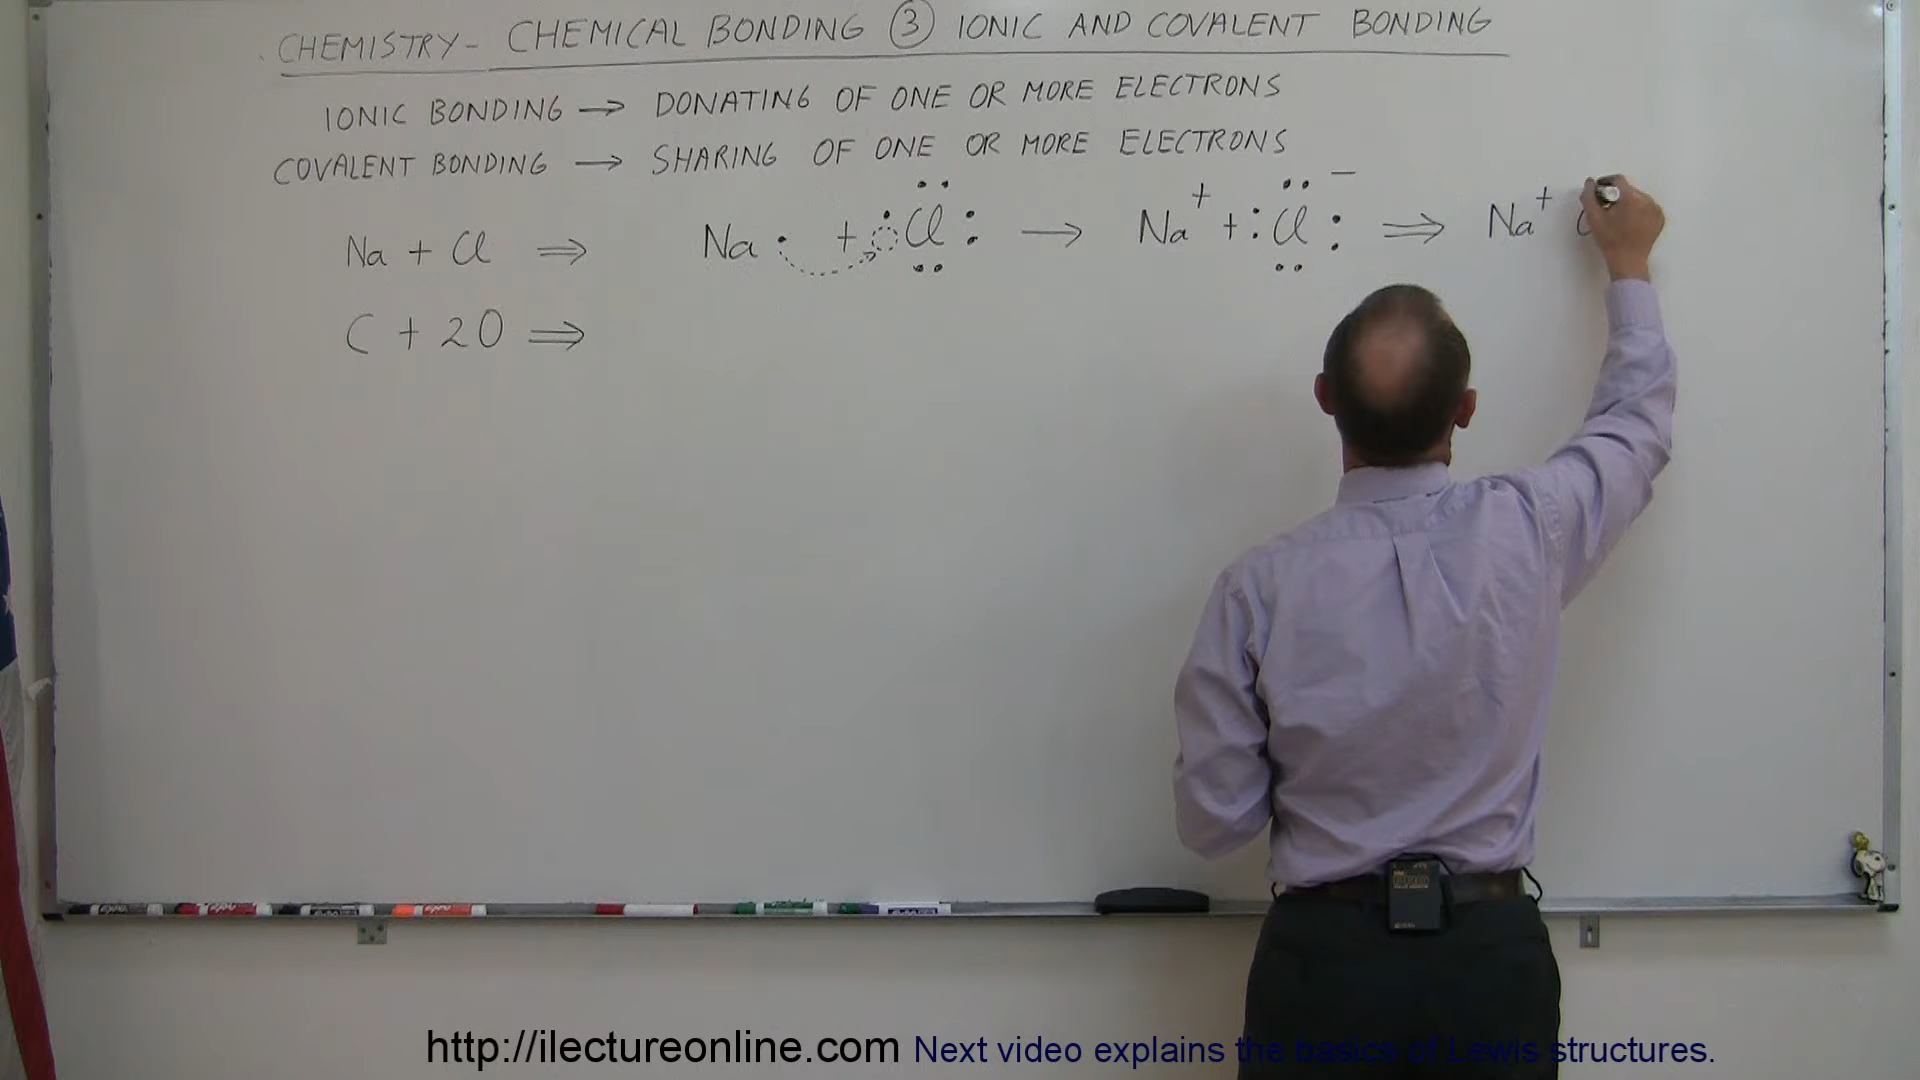 CHEMISTRY - CHEMICAL BONDING ③ IONIC AND COVALENT BONDING
IONIC BONDING → DONATING OF ONE OR MORE ELECTRONS
COVALENT BONDING → SHARING OF ONE OR MORE ELECTRONS
Na + Cl ⇒ Na· + Cl → Na⁺ + :Cl:⁻ ⇒ Na⁺
C + 2O ⇒
http://ilectureonline.com Next video explains the basics of Lewis structures.